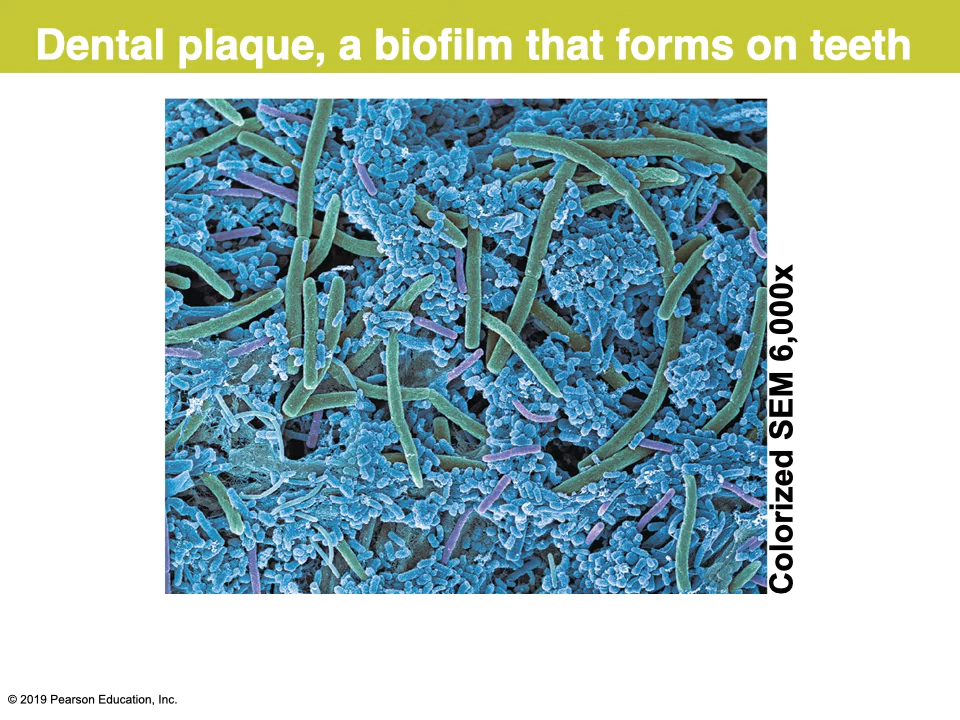 Dental plaque, a biofilm that forms on teeth
Colorized SEM 6,000x
© 2019 Pearson Education, Inc.